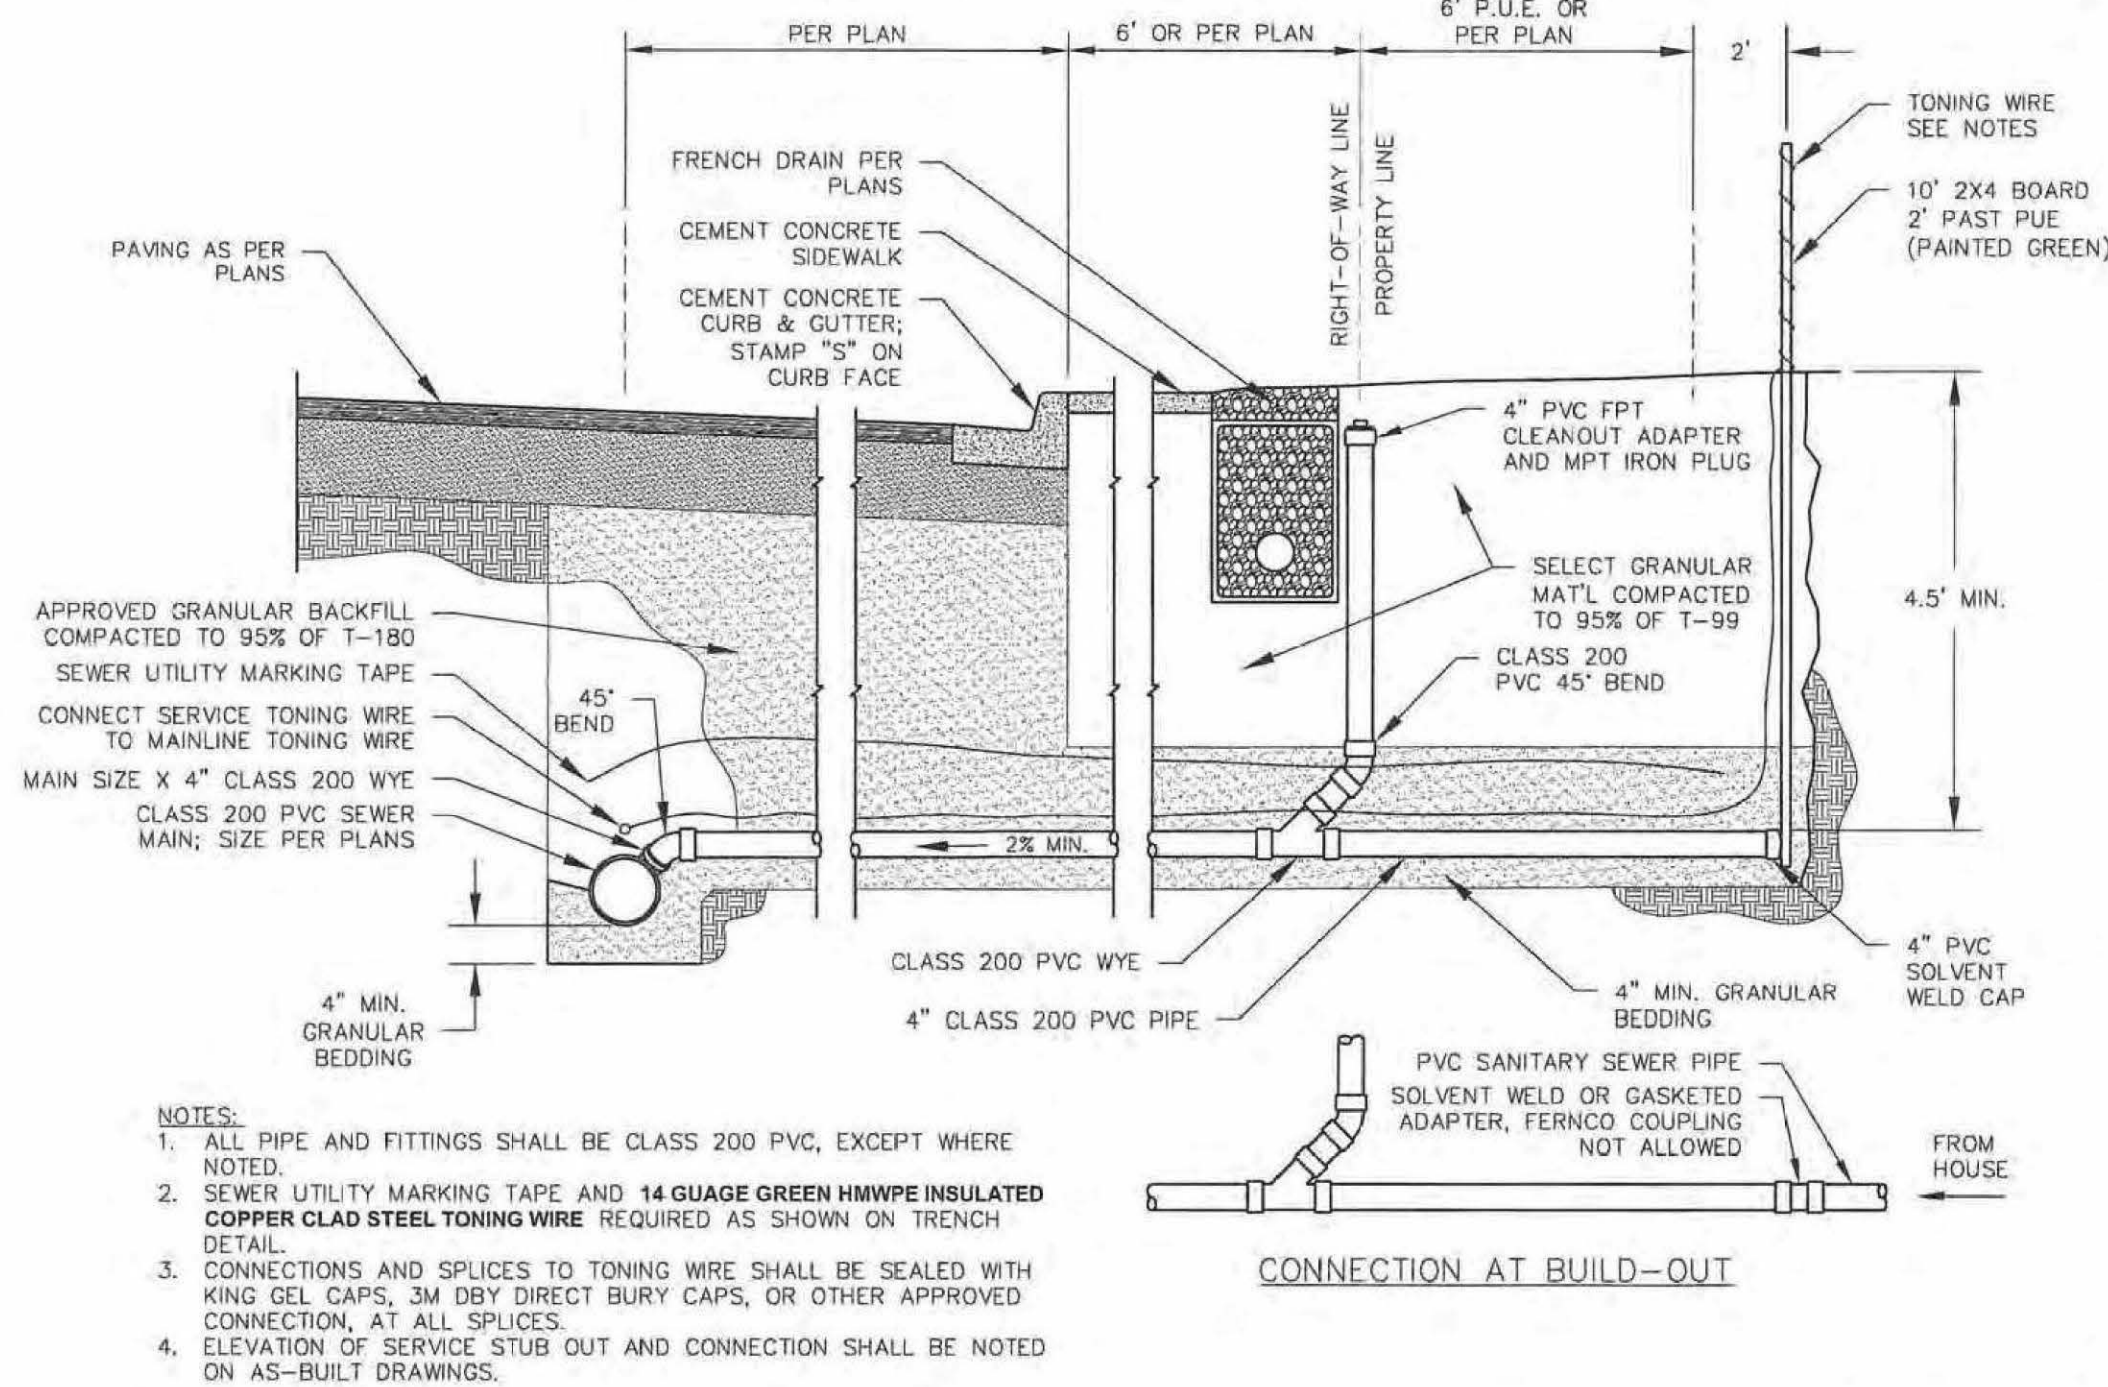 PER PLAN
6' OR PER PLAN
6' P.U.E. OR
PER PLAN
2'
TONING WIRE
SEE NOTES
10' 2X4 BOARD
2' PAST PUE
(PAINTED GREEN)
RIGHT-OF-WAY LINE
PROPERTY LINE
FRENCH DRAIN PER
PLANS
CEMENT CONCRETE
SIDEWALK
CEMENT CONCRETE
CURB & GUTTER;
STAMP "S" ON
CURB FACE
PAVING AS PER
PLANS
4" PVC FPT
CLEANOUT ADAPTER
AND MPT IRON PLUG
SELECT GRANULAR
MAT'L COMPACTED
TO 95% OF T-99
4.5' MIN.
CLASS 200
PVC 45° BEND
APPROVED GRANULAR BACKFILL
COMPACTED TO 95% OF T-180
SEWER UTILITY MARKING TAPE
45°
BEND
CONNECT SERVICE TONING WIRE
TO MAINLINE TONING WIRE
MAIN SIZE X 4" CLASS 200 WYE
CLASS 200 PVC SEWER
MAIN; SIZE PER PLANS
2% MIN.
4" MIN.
GRANULAR
BEDDING
CLASS 200 PVC WYE
4" CLASS 200 PVC PIPE
4" MIN. GRANULAR
BEDDING
4" PVC
SOLVENT
WELD CAP
PVC SANITARY SEWER PIPE
SOLVENT WELD OR GASKETED
ADAPTER, FERNCO COUPLING
NOT ALLOWED
FROM
HOUSE
CONNECTION AT BUILD-OUT
NOTES:
1. ALL PIPE AND FITTINGS SHALL BE CLASS 200 PVC, EXCEPT WHERE
NOTED.
2. SEWER UTILITY MARKING TAPE AND 14 GUAGE GREEN HMWPE INSULATED
COPPER CLAD STEEL TONING WIRE REQUIRED AS SHOWN ON TRENCH
DETAIL.
3. CONNECTIONS AND SPLICES TO TONING WIRE SHALL BE SEALED WITH
KING GEL CAPS, 3M DBY DIRECT BURY CAPS, OR OTHER APPROVED
CONNECTION, AT ALL SPLICES.
4. ELEVATION OF SERVICE STUB OUT AND CONNECTION SHALL BE NOTED
ON AS-BUILT DRAWINGS.